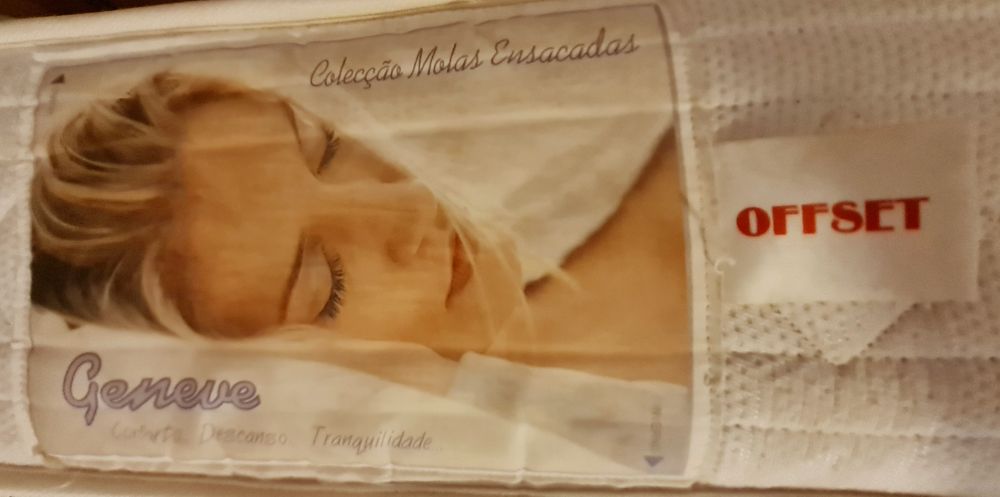 Colecção Molas Ensacadas
OFFSET
Geneve
Conforto Descanso Tranquilidade...